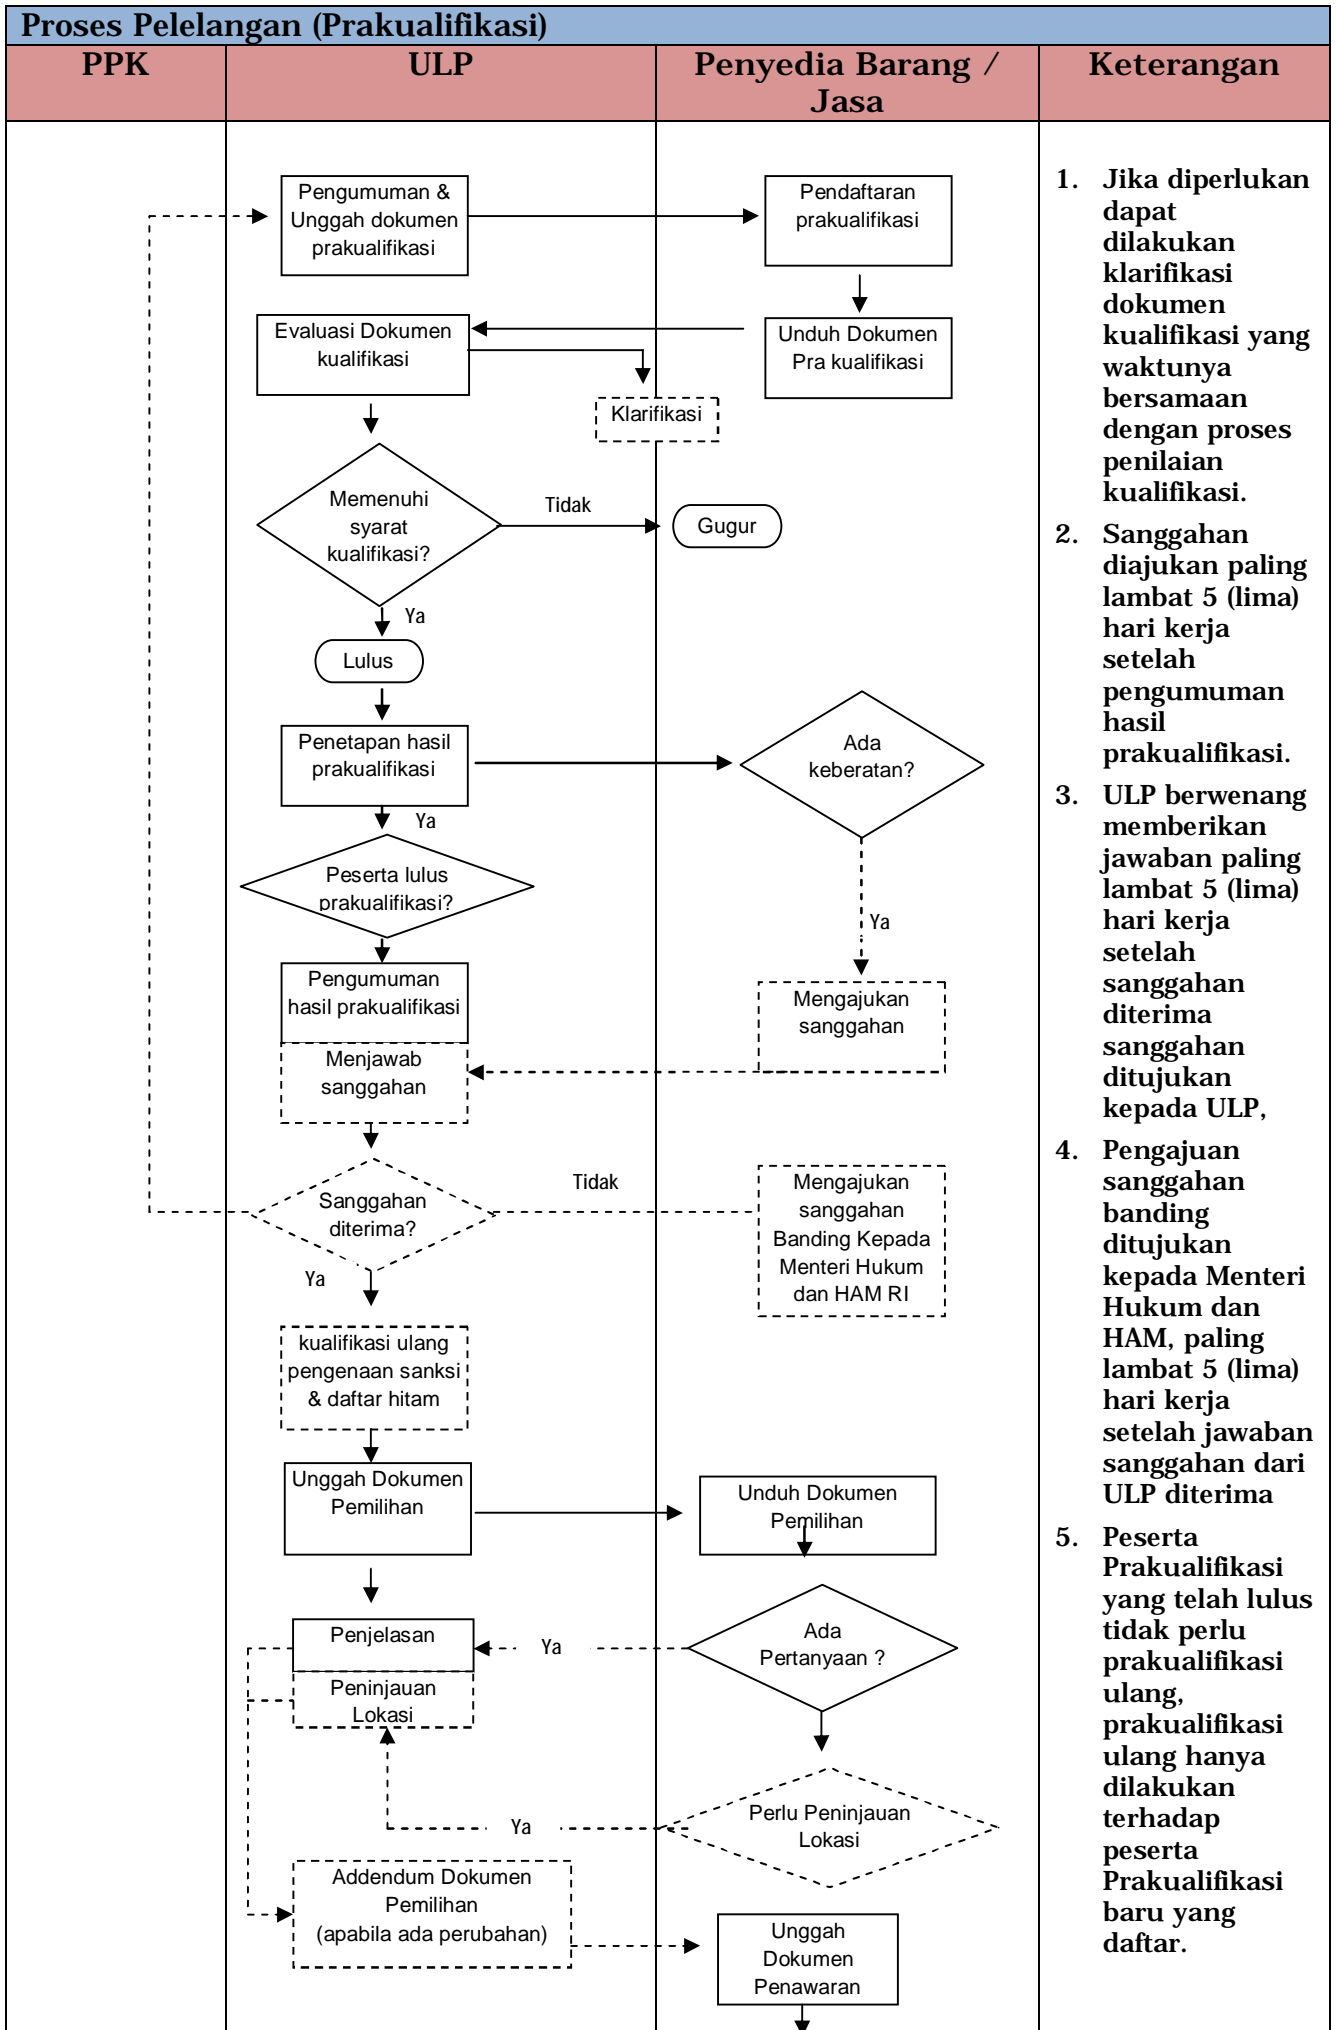 Proses Pelelangan (Prakualifikasi)
PPK
ULP
Penyedia Barang /
Jasa
Keterangan
Pengumuman &
Unggah dokumen
prakualifikasi
Pendaftaran
prakualifikasi
Evaluasi Dokumen
kualifikasi
Unduh Dokumen
Pra kualifikasi
Klarifikasi
Memenuhi
syarat
kualifikasi?
Tidak
Gugur
Ya
Lulus
Penetapan hasil
prakualifikasi
Ada
keberatan?
Ya
Peserta lulus
prakualifikasi?
Ya
Pengumuman
hasil prakualifikasi
Mengajukan
sanggahan
Menjawab
sanggahan
Sanggahan
diterima?
Tidak
Mengajukan
sanggahan
Banding Kepada
Menteri Hukum
dan HAM RI
Ya
kualifikasi ulang
pengenaan sanksi
& daftar hitam
Unggah Dokumen
Pemilihan
Unduh Dokumen
Pemilihan
Penjelasan
Ya
Ada
Pertanyaan ?
Peninjauan
Lokasi
Ya
Perlu Peninjauan
Lokasi
Addendum Dokumen
Pemilihan
(apabila ada perubahan)
Unggah
Dokumen
Penawaran
1. Jika diperlukan
dapat
dilakukan
klarifikasi
dokumen
kualifikasi yang
waktunya
bersamaan
dengan proses
penilaian
kualifikasi.
2. Sanggahan
diajukan paling
lambat 5 (lima)
hari kerja
setelah
pengumuman
hasil
prakualifikasi.
3. ULP berwenang
memberikan
jawaban paling
lambat 5 (lima)
hari kerja
setelah
sanggahan
diterima
sanggahan
ditujukan
kepada ULP,
4. Pengajuan
sanggahan
banding
ditujukan
kepada Menteri
Hukum dan
HAM, paling
lambat 5 (lima)
hari kerja
setelah jawaban
sanggahan dari
ULP diterima
5. Peserta
Prakualifikasi
yang telah lulus
tidak perlu
prakualifikasi
ulang,
prakualifikasi
ulang hanya
dilakukan
terhadap
peserta
Prakualifikasi
baru yang
daftar.